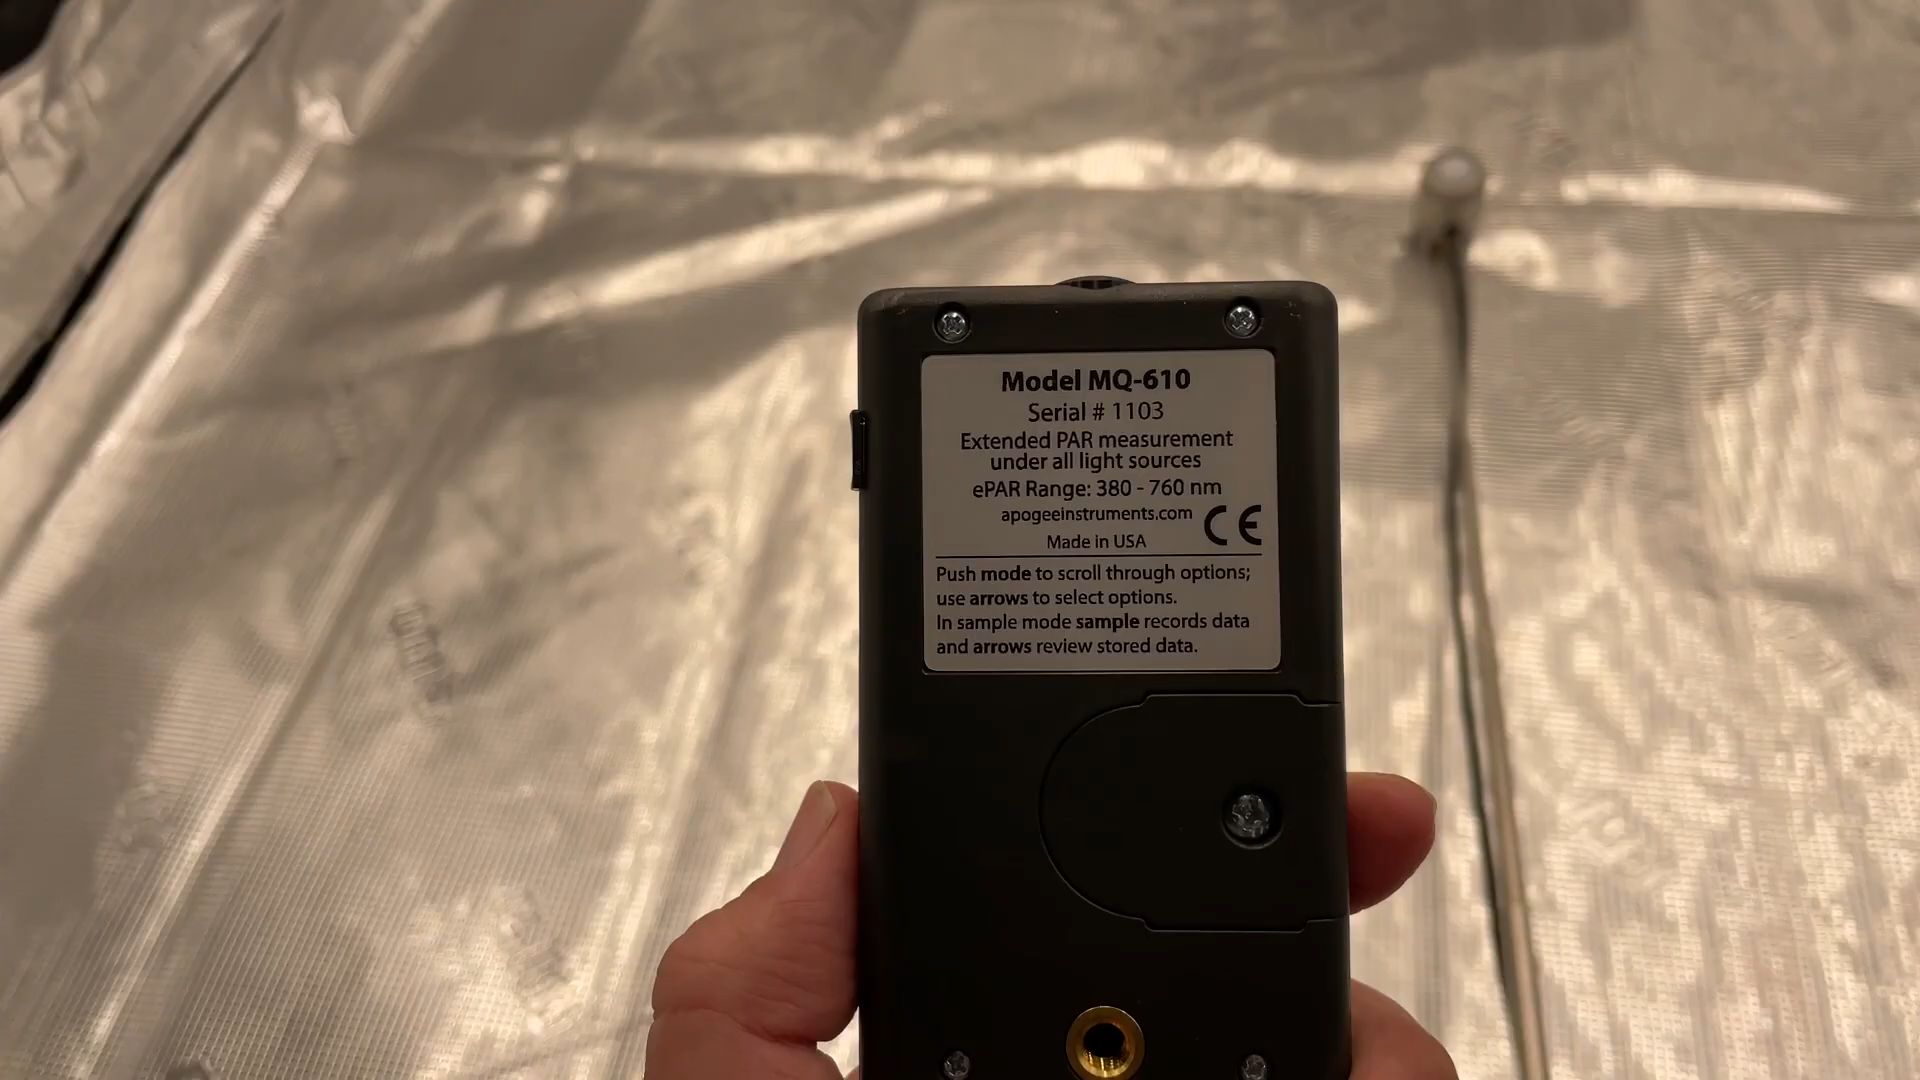 Model MQ-610
Serial # 1103
Extended PAR measurement
under all light sources
ePAR Range: 380 - 760 nm
apogeeinstruments.com
CE
Made in USA
Push mode to scroll through options;
use arrows to select options.
In sample mode sample records data
and arrows review stored data.